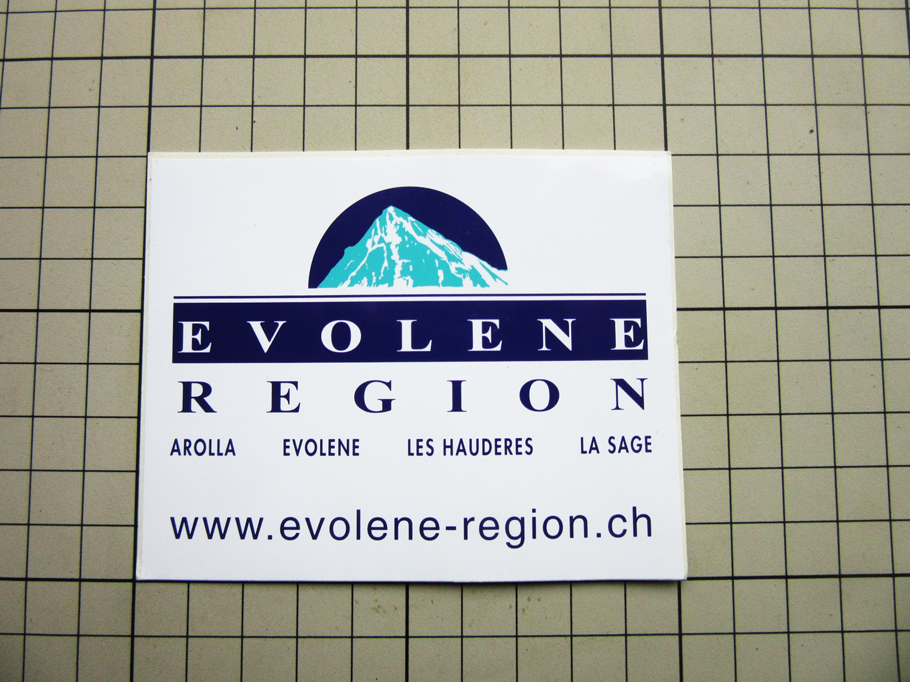 EVOLENE
REGION
AROLLA EVOLENE LES HAUDERES LA SAGE
www.evolene-region.ch